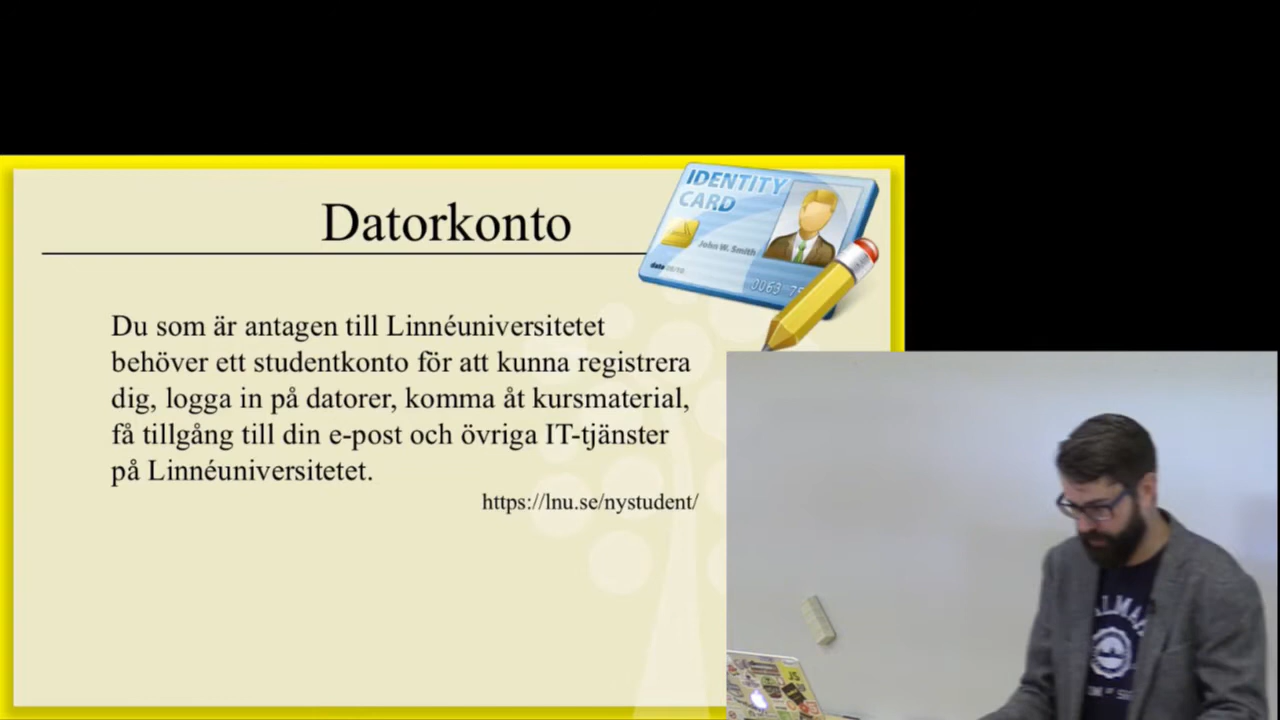 Datorkonto
IDENTITY
CARD
John W. Smith
Du som är antagen till Linnéuniversitetet
behöver ett studentkonto för att kunna registrera
dig, logga in på datorer, komma åt kursmaterial,
få tillgång till din e-post och övriga IT-tjänster
på Linnéuniversitetet.
https://lnu.se/nystudent/